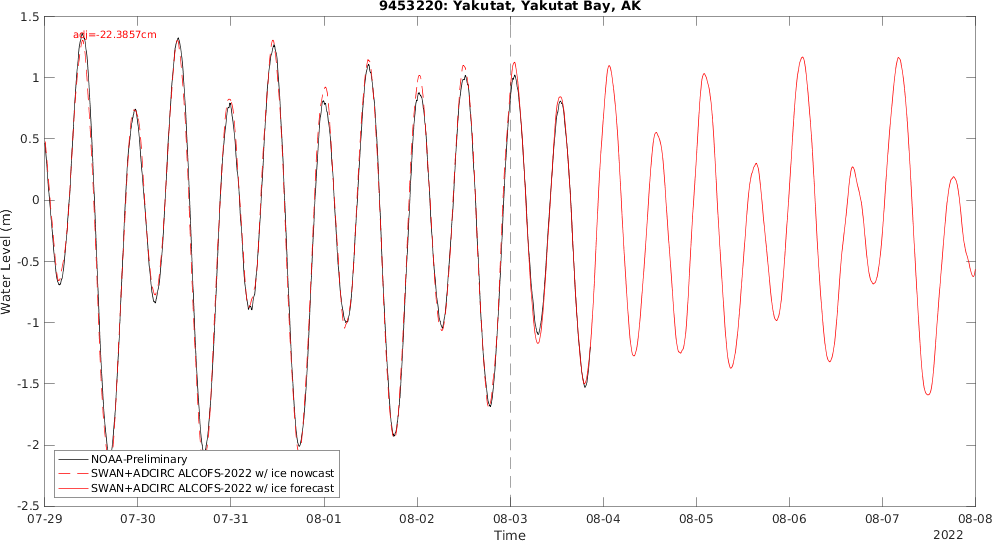 9453220: Yakutat, Yakutat Bay, AK
adj=-22.3857cm
Water Level (m)
1.5
1
0.5
0
-0.5
-1
-1.5
-2
-2.5
NOAA-Preliminary
SWAN+ADCIRC ALCOFS-2022 w/ ice nowcast
SWAN+ADCIRC ALCOFS-2022 w/ ice forecast
07-29 07-30 07-31 08-01 08-02 08-03 08-04 08-05 08-06 08-07 08-08
Time
2022